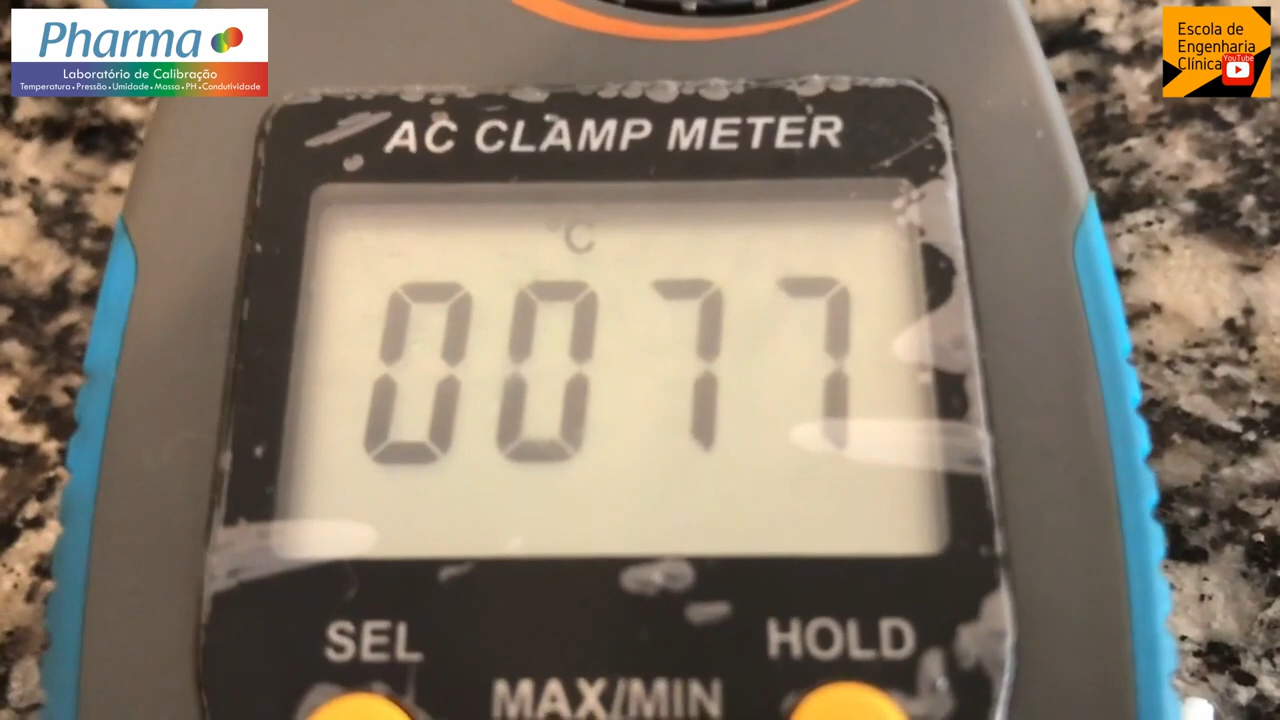 Pharma
Laboratório de Calibração
Temperatura • Pressão • Umidade • Massa • PH • Condutividade
Escola de
Engenharia
Clínica
YouTube
AC CLAMP METER
°C
0077
SEL
HOLD
MAX/MIN